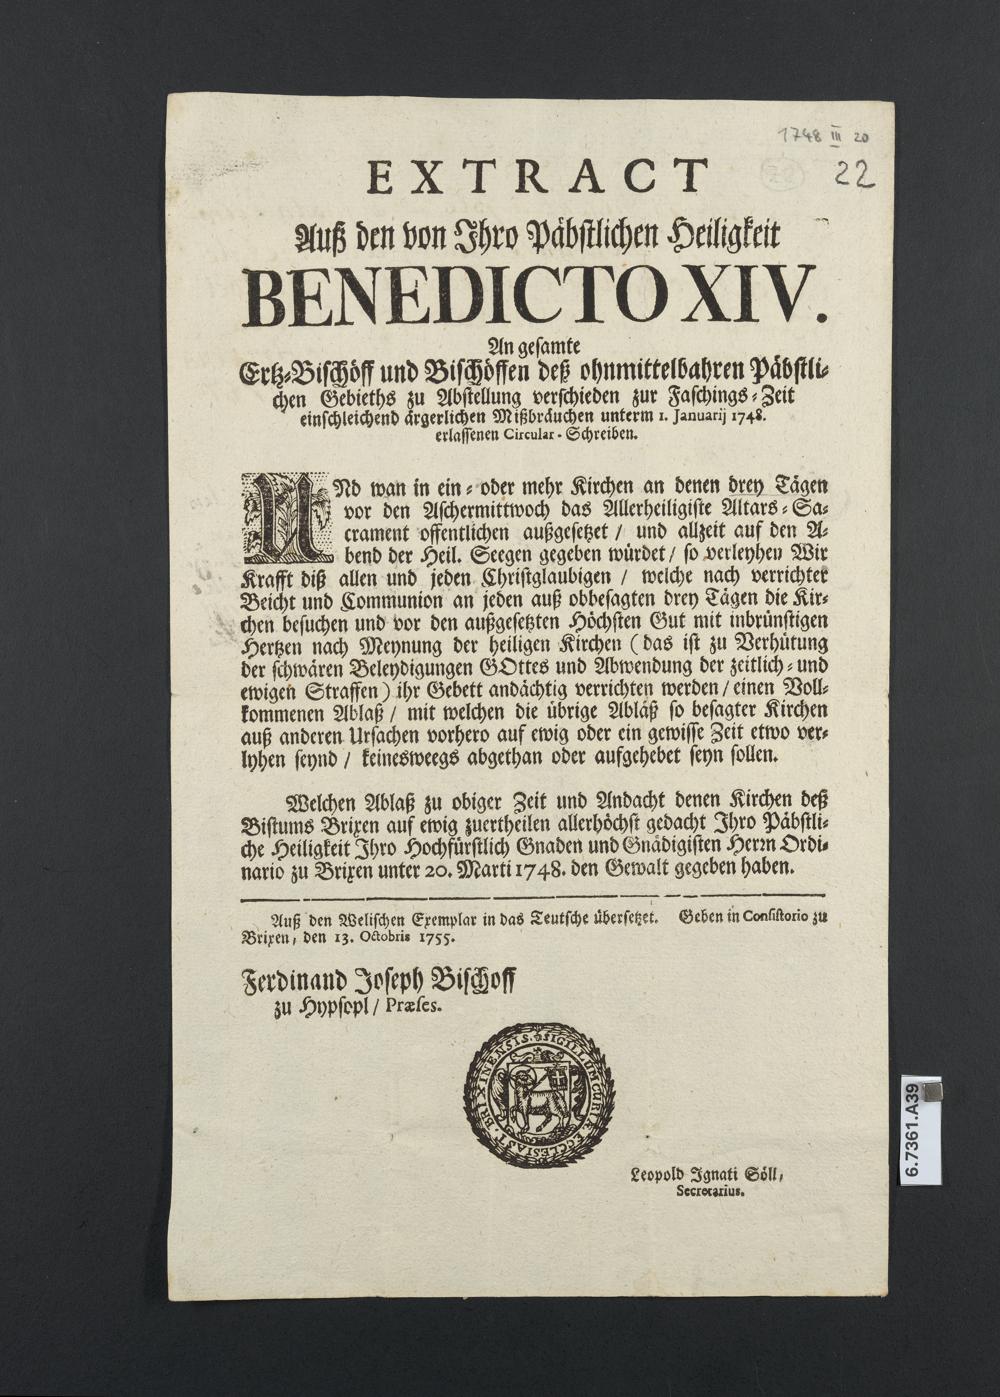 1748 III 20
22
EXTRACT
Auß den von Ihro Päbstlichen Heiligkeit
BENEDICTO XIV.
An gesamte
Ertz-Bischöff und Bischöffen deß ohnmittelbahren Päbstli-
chen Gebieths zu Abstellung verschieden zur Faschings-Zeit
einschleichend ärgerlichen Mißbräuchen unterm 1. Januarij 1748.
erlassenen Circular-Schreiben.
UNd wan in ein- oder mehr Kirchen an denen drey Tägen
vor den Aschermittwoch das Allerheiligiste Altars-Sa-
crament offentlichen außgesetzet / und allzeit auf den A-
bend der Heil. Seegen gegeben würdet / so verleyhen Wir
Krafft diß allen und jeden Christglaubigen / welche nach verrichter
Beicht und Communion an jeden auß obbesagten drey Tägen die Kir-
chen besuchen und vor den außgesetzten Höchsten Gut mit inbrünstigen
Hertzen nach Meynung der heiligen Kirchen (das ist zu Verhütung
der schwären Beleydigungen GOttes und Abwendung der zeitlich- und
ewigen Straffen) ihr Gebett andächtig verrichten werden / einen Voll-
kommenen Ablaß / mit welchen die übrige Abläß so besagter Kirchen
auß anderen Ursachen vorhero auf ewig oder ein gewisse Zeit etwo ver-
lyhen seynd / keinesweegs abgethan oder aufgehebet seyn sollen.
Welchen Ablaß zu obiger Zeit und Andacht denen Kirchen deß
Bistums Brixen auf ewig zuertheilen allerhöchst gedacht Ihro Päbstli-
che Heiligkeit Ihro Hochfürstlich Gnaden und Gnädigisten Herrn Ordi-
nario zu Brixen unter 20. Marti 1748. den Gewalt gegeben haben.
Auß den Welischen Exemplar in das Teutsche übersetzet. Geben in Consistorio zu
Brixen, den 13. Octobris 1755.
Ferdinand Joseph Bischoff
zu Hypsopl / Præses.
SIGILLUM CURIÆ ECCLESIAST. BRIXINENSIS.
Leopold Ignati Söll,
Secretarius.
6.7361.A39